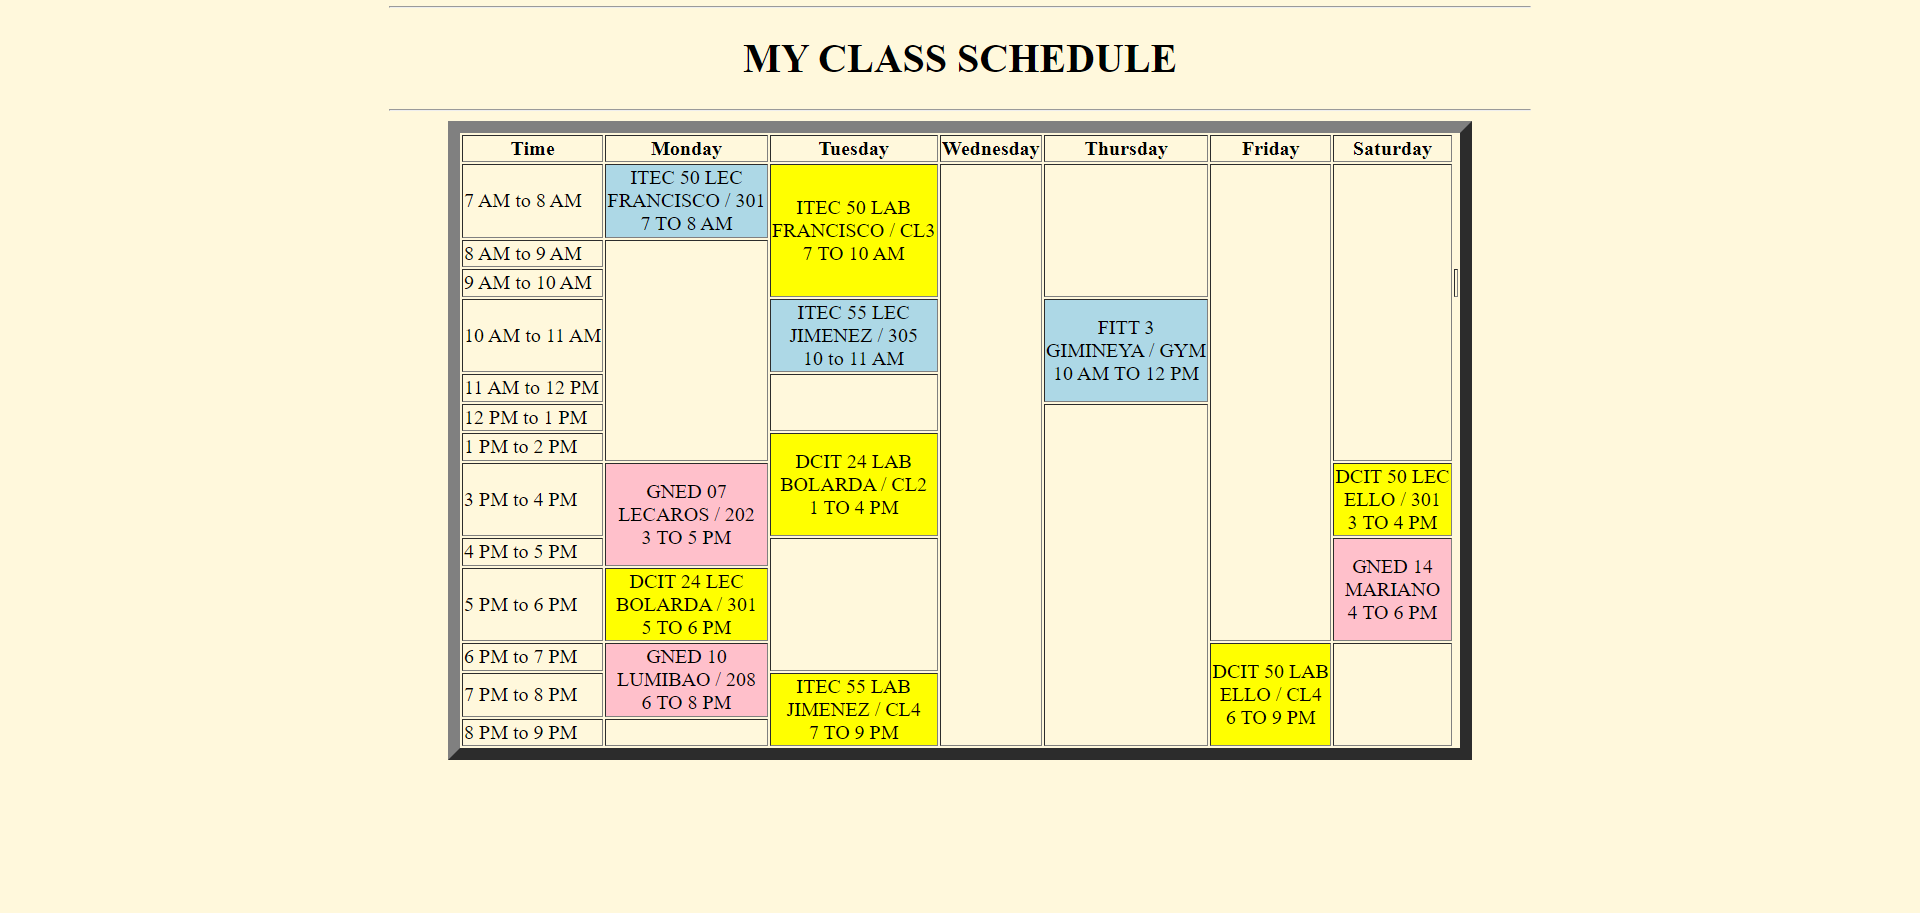 MY CLASS SCHEDULE
Time Monday Tuesday Wednesday Thursday Friday Saturday
7 AM to 8 AM
ITEC 50 LEC
FRANCISCO / 301
7 TO 8 AM
ITEC 50 LAB
FRANCISCO / CL3
7 TO 10 AM
8 AM to 9 AM
9 AM to 10 AM
10 AM to 11 AM
ITEC 55 LEC
JIMENEZ / 305
10 to 11 AM
FITT 3
GIMINEYA / GYM
10 AM TO 12 PM
11 AM to 12 PM
12 PM to 1 PM
1 PM to 2 PM
DCIT 24 LAB
BOLARDA / CL2
1 TO 4 PM
3 PM to 4 PM
GNED 07
LECAROS / 202
3 TO 5 PM
DCIT 50 LEC
ELLO / 301
3 TO 4 PM
4 PM to 5 PM
GNED 14
MARIANO
4 TO 6 PM
5 PM to 6 PM
DCIT 24 LEC
BOLARDA / 301
5 TO 6 PM
6 PM to 7 PM
GNED 10
LUMIBAO / 208
6 TO 8 PM
DCIT 50 LAB
ELLO / CL4
6 TO 9 PM
7 PM to 8 PM
ITEC 55 LAB
JIMENEZ / CL4
7 TO 9 PM
8 PM to 9 PM